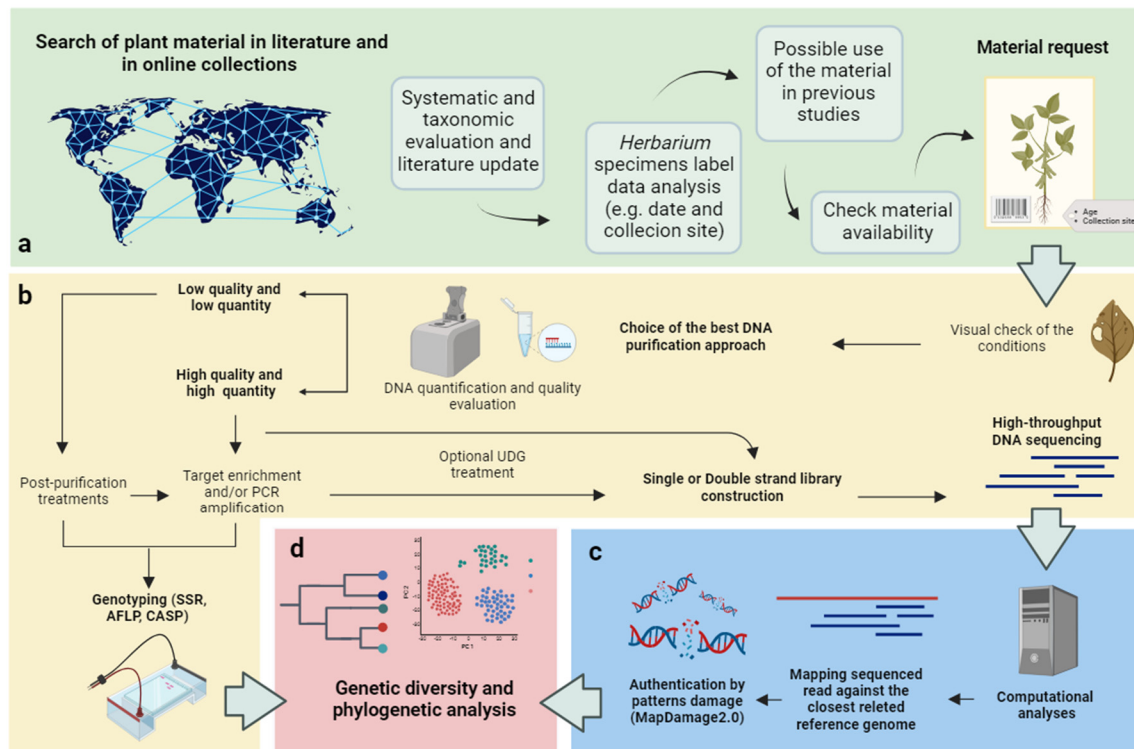 Search of plant material in literature and
in online collections
Systematic and
taxonomic
evaluation and
literature update
Herbarium
specimens label
data analysis
(e.g. date and
collecion site)
Possible use
of the material
in previous
studies
Check material
availability
Material request
• Age
• Collection site
a
b
Low quality and
low quantity
High quality and
high quantity
DNA quantification and quality
evaluation
Choice of the best DNA
purification approach
Visual check of the
conditions
High-throughput
DNA sequencing
Post-purification
treatments
Target enrichment
and/or PCR
amplification
Optional UDG
treatment
Single or Double strand library
construction
Genotyping (SSR,
AFLP, CASP)
d
PC 2
PC 1
Genetic diversity and
phylogenetic analysis
c
Authentication by
patterns damage
(MapDamage2.0)
Mapping sequenced
read against the
closest releted
reference genome
Computational
analyses